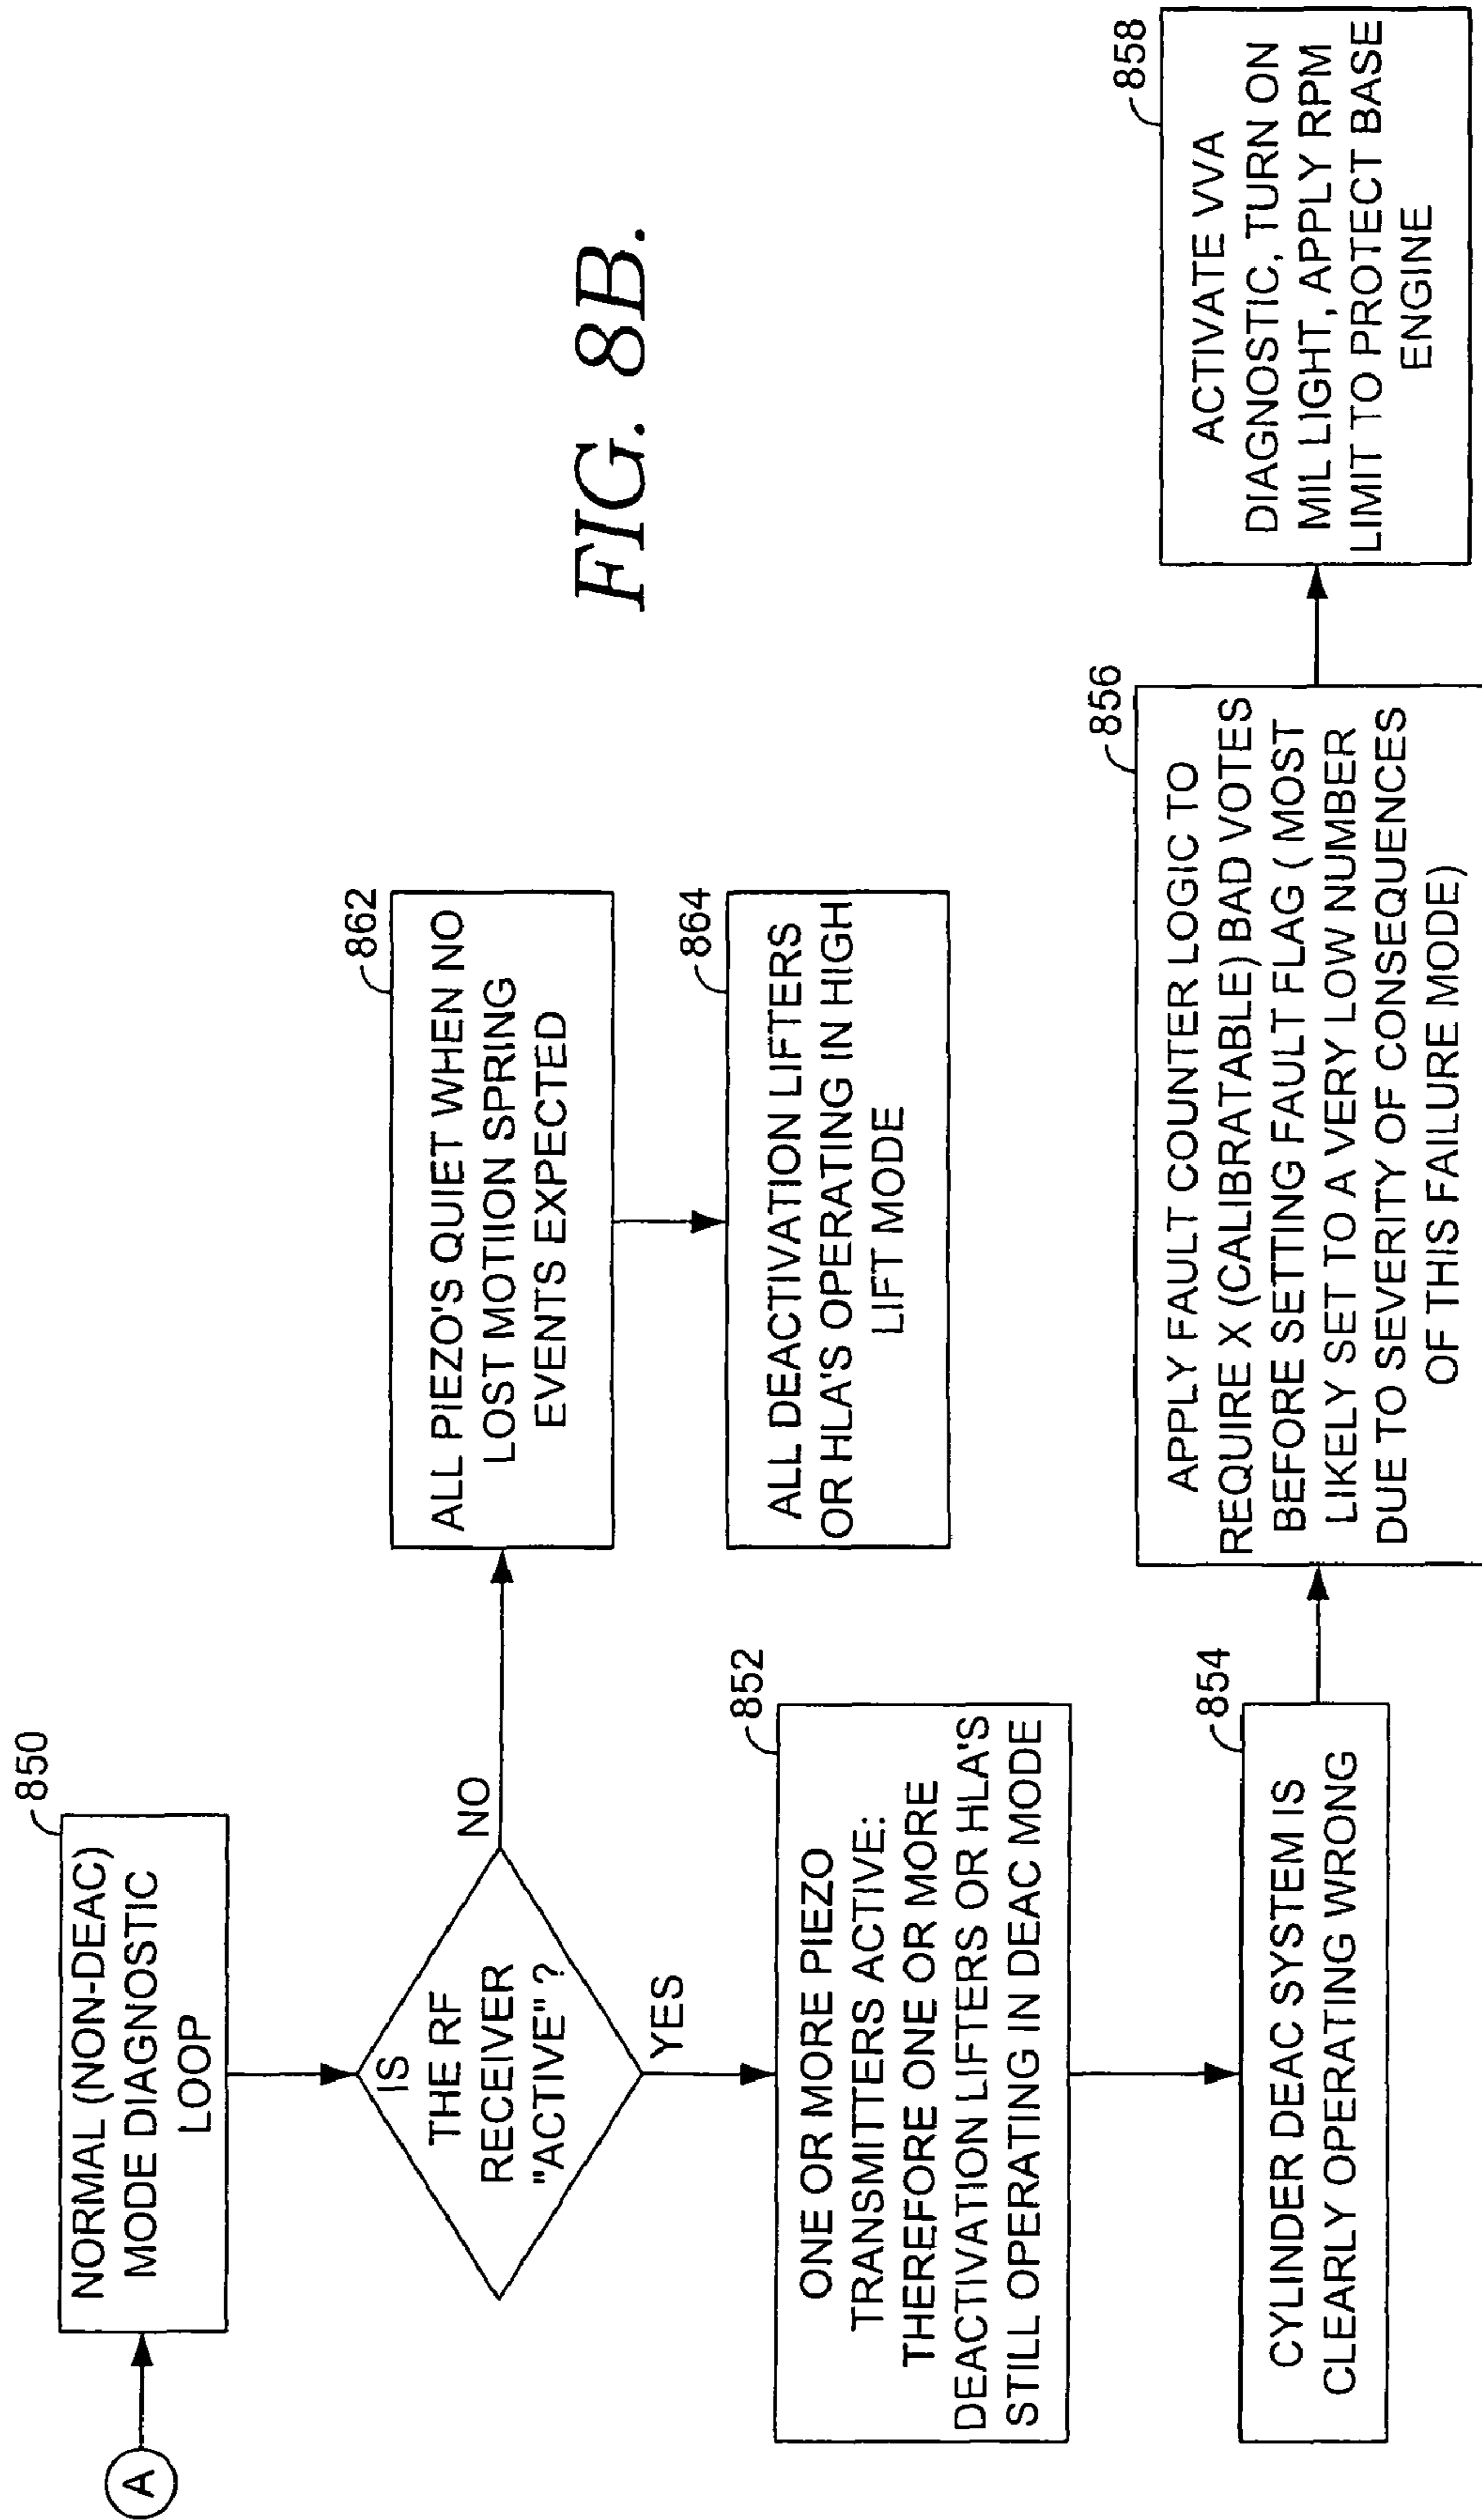 A
850
NORMAL (NON-DEAC)
MODE DIAGNOSTIC
LOOP
IS
THE RF
RECEIVER
"ACTIVE" ?
NO
YES
862
ALL PIEZO'S QUIET WHEN NO
LOST MOTIION SPRING
EVENTS EXPECTED
864
ALL DEACTIVATION LIFTERS
OR HLA'S OPERATING IN HIGH
LIFT MODE
852
ONE OR MORE PIEZO
TRANSMITTERS ACTIVE:
THEREFORE ONE OR MORE
DEACTIVATION LIFTERS OR HLA'S
STILL OPERATING IN DEAC MODE
854
CYLINDER DEAC SYSTEM IS
CLEARLY OPERATING WRONG
856
APPLY FAULT COUNTER LOGIC TO
REQUIRE X (CALIBRATABLE) BAD VOTES
BEFORE SETTING FAULT FLAG ( MOST
LIKELY SET TO A VERY LOW NUMBER
DUE TO SEVERITY OF CONSEQUENCES
OF THIS FAILURE MODE)
858
ACTIVATE VVA
DIAGNOSTIC, TURN ON
MIL LIGHT, APPLY RPM
LIMIT TO PROTECT BASE
ENGINE
FIG. 8B.